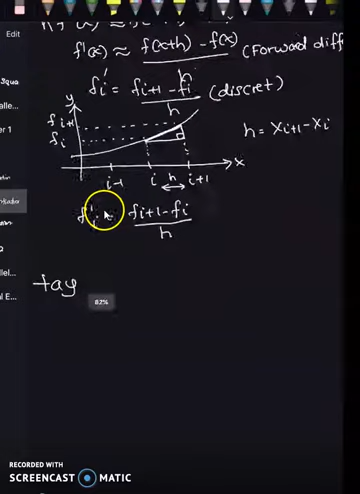 Edit
f'(x) ≈ f(x+h) - f(x) / h (Forward diff
f'i = fi+1 - fi / h (discret)
y
fi+1
fi
h = xi+1 - xi
x
i-1 i h i+1
f'i = fi+1 - fi / h
tay
82%
RECORDED WITH
SCREENCAST MATIC